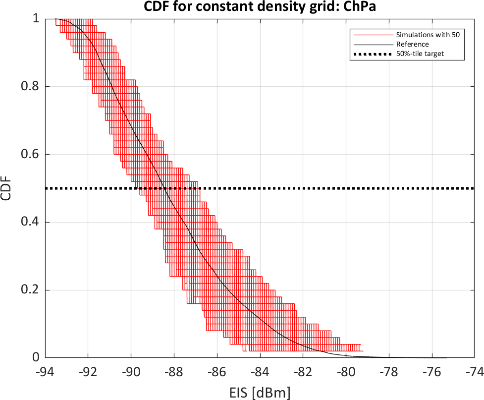 CDF for constant density grid: ChPa
Simulations with 50
Reference
50%-tile target
1
0.8
0.6
0.4
0.2
0
CDF
-94 -92 -90 -88 -86 -84 -82 -80 -78 -76 -74
EIS [dBm]